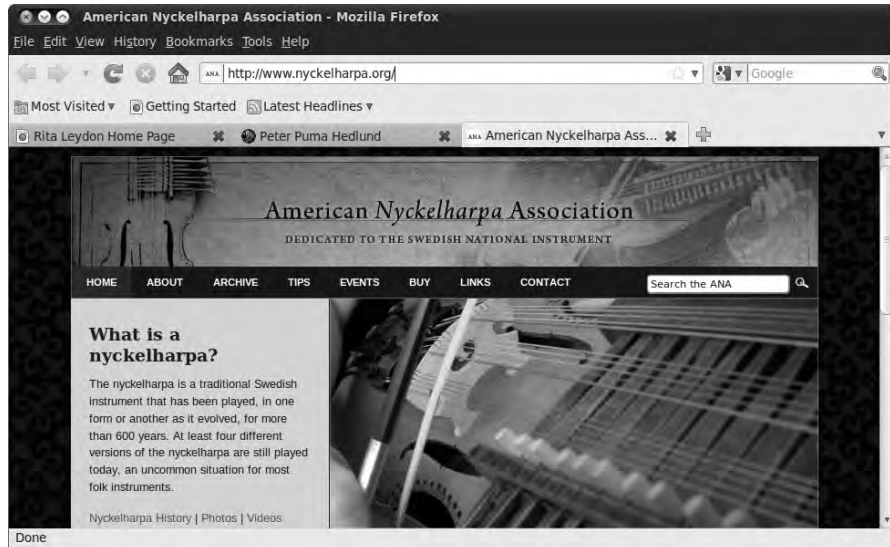 American Nyckelharpa Association - Mozilla Firefox
File Edit View History Bookmarks Tools Help
ANA http://www.nyckelharpa.org/ Google
Most Visited Getting Started Latest Headlines
Rita Leydon Home Page Peter Puma Hedlund ANA American Nyckelharpa Ass...
American Nyckelharpa Association
DEDICATED TO THE SWEDISH NATIONAL INSTRUMENT
HOME ABOUT ARCHIVE TIPS EVENTS BUY LINKS CONTACT Search the ANA
What is a
nyckelharpa?
The nyckelharpa is a traditional Swedish
instrument that has been played, in one
form or another as it evolved, for more
than 600 years. At least four different
versions of the nyckelharpa are still played
today, an uncommon situation for most
folk instruments.
Nyckelharpa History | Photos | Videos
Done